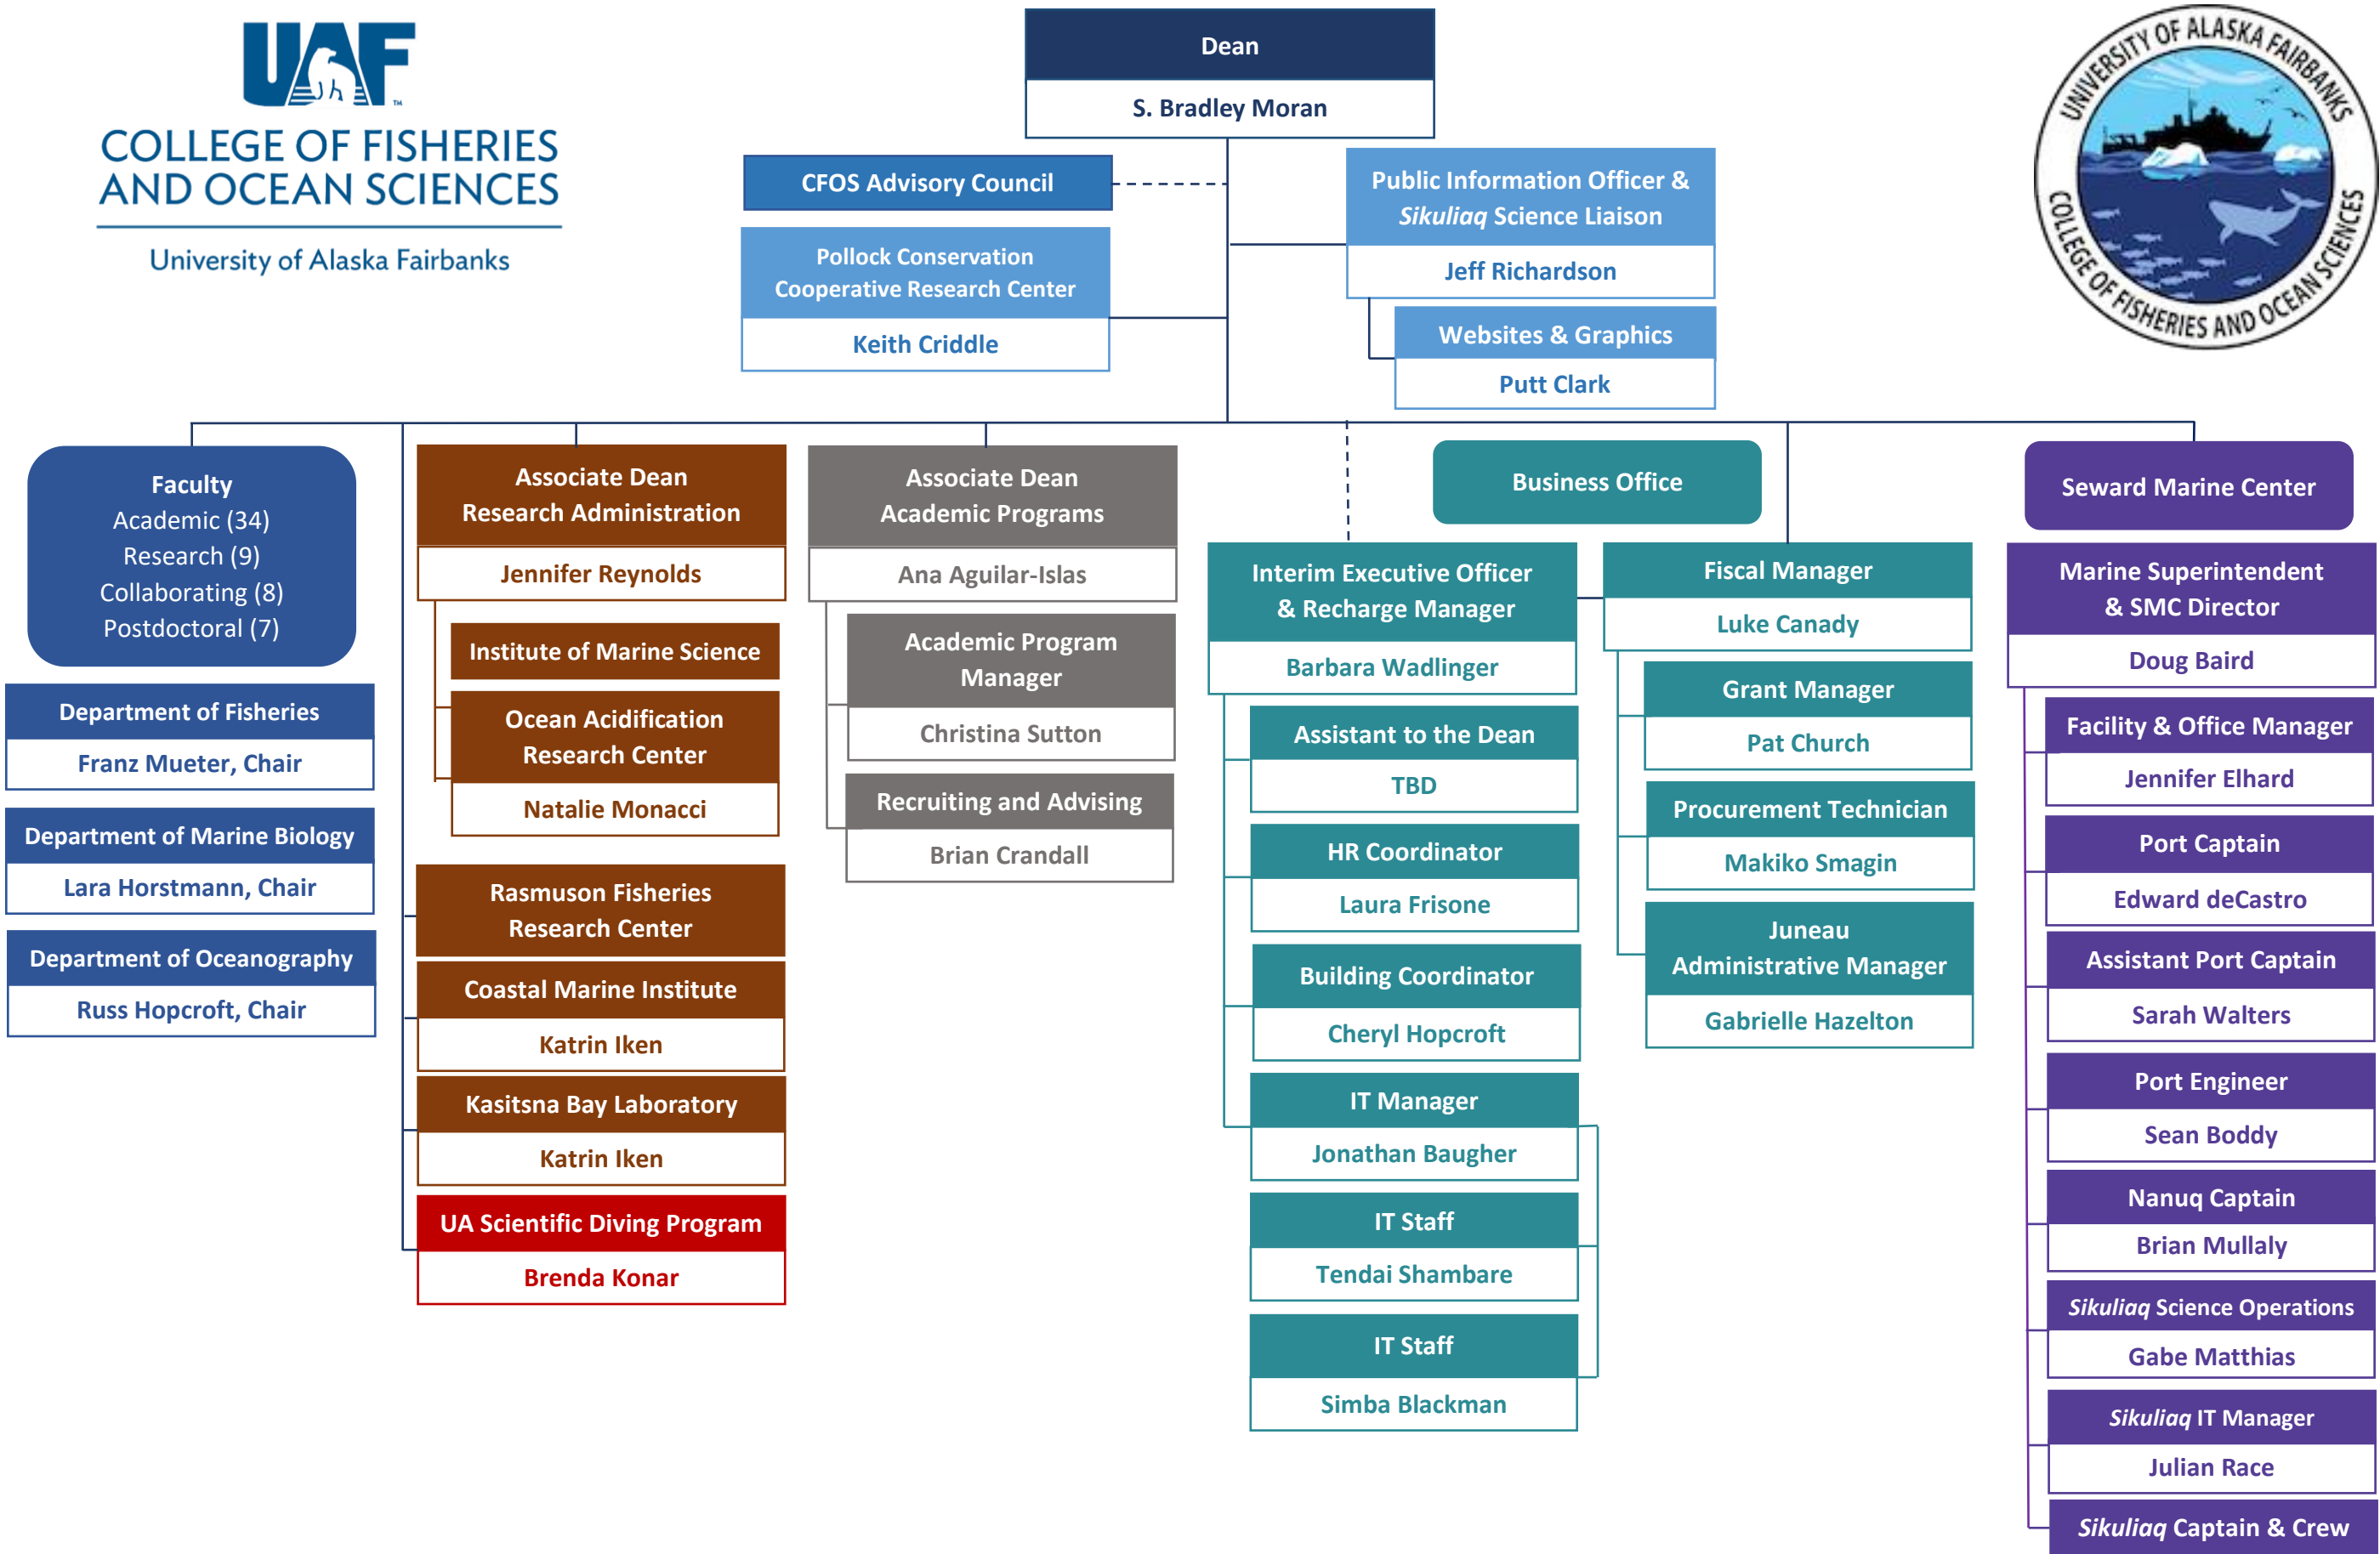 UAF
TM
COLLEGE OF FISHERIES
AND OCEAN SCIENCES
University of Alaska Fairbanks
Dean
S. Bradley Moran
UNIVERSITY OF ALASKA FAIRBANKS
COLLEGE OF FISHERIES AND OCEAN SCIENCES
CFOS Advisory Council
Pollock Conservation
Cooperative Research Center
Keith Criddle
Public Information Officer &
Sikuliaq Science Liaison
Jeff Richardson
Websites & Graphics
Putt Clark
Faculty
Academic (34)
Research (9)
Collaborating (8)
Postdoctoral (7)
Department of Fisheries
Franz Mueter, Chair
Department of Marine Biology
Lara Horstmann, Chair
Department of Oceanography
Russ Hopcroft, Chair
Associate Dean
Research Administration
Jennifer Reynolds
Institute of Marine Science
Ocean Acidification
Research Center
Natalie Monacci
Rasmuson Fisheries
Research Center
Coastal Marine Institute
Katrin Iken
Kasitsna Bay Laboratory
Katrin Iken
UA Scientific Diving Program
Brenda Konar
Associate Dean
Academic Programs
Ana Aguilar-Islas
Academic Program
Manager
Christina Sutton
Recruiting and Advising
Brian Crandall
Business Office
Interim Executive Officer
& Recharge Manager
Barbara Wadlinger
Assistant to the Dean
TBD
HR Coordinator
Laura Frisone
Building Coordinator
Cheryl Hopcroft
IT Manager
Jonathan Baugher
IT Staff
Tendai Shambare
IT Staff
Simba Blackman
Fiscal Manager
Luke Canady
Grant Manager
Pat Church
Procurement Technician
Makiko Smagin
Juneau
Administrative Manager
Gabrielle Hazelton
Seward Marine Center
Marine Superintendent
& SMC Director
Doug Baird
Facility & Office Manager
Jennifer Elhard
Port Captain
Edward deCastro
Assistant Port Captain
Sarah Walters
Port Engineer
Sean Boddy
Nanuq Captain
Brian Mullaly
Sikuliaq Science Operations
Gabe Matthias
Sikuliaq IT Manager
Julian Race
Sikuliaq Captain & Crew